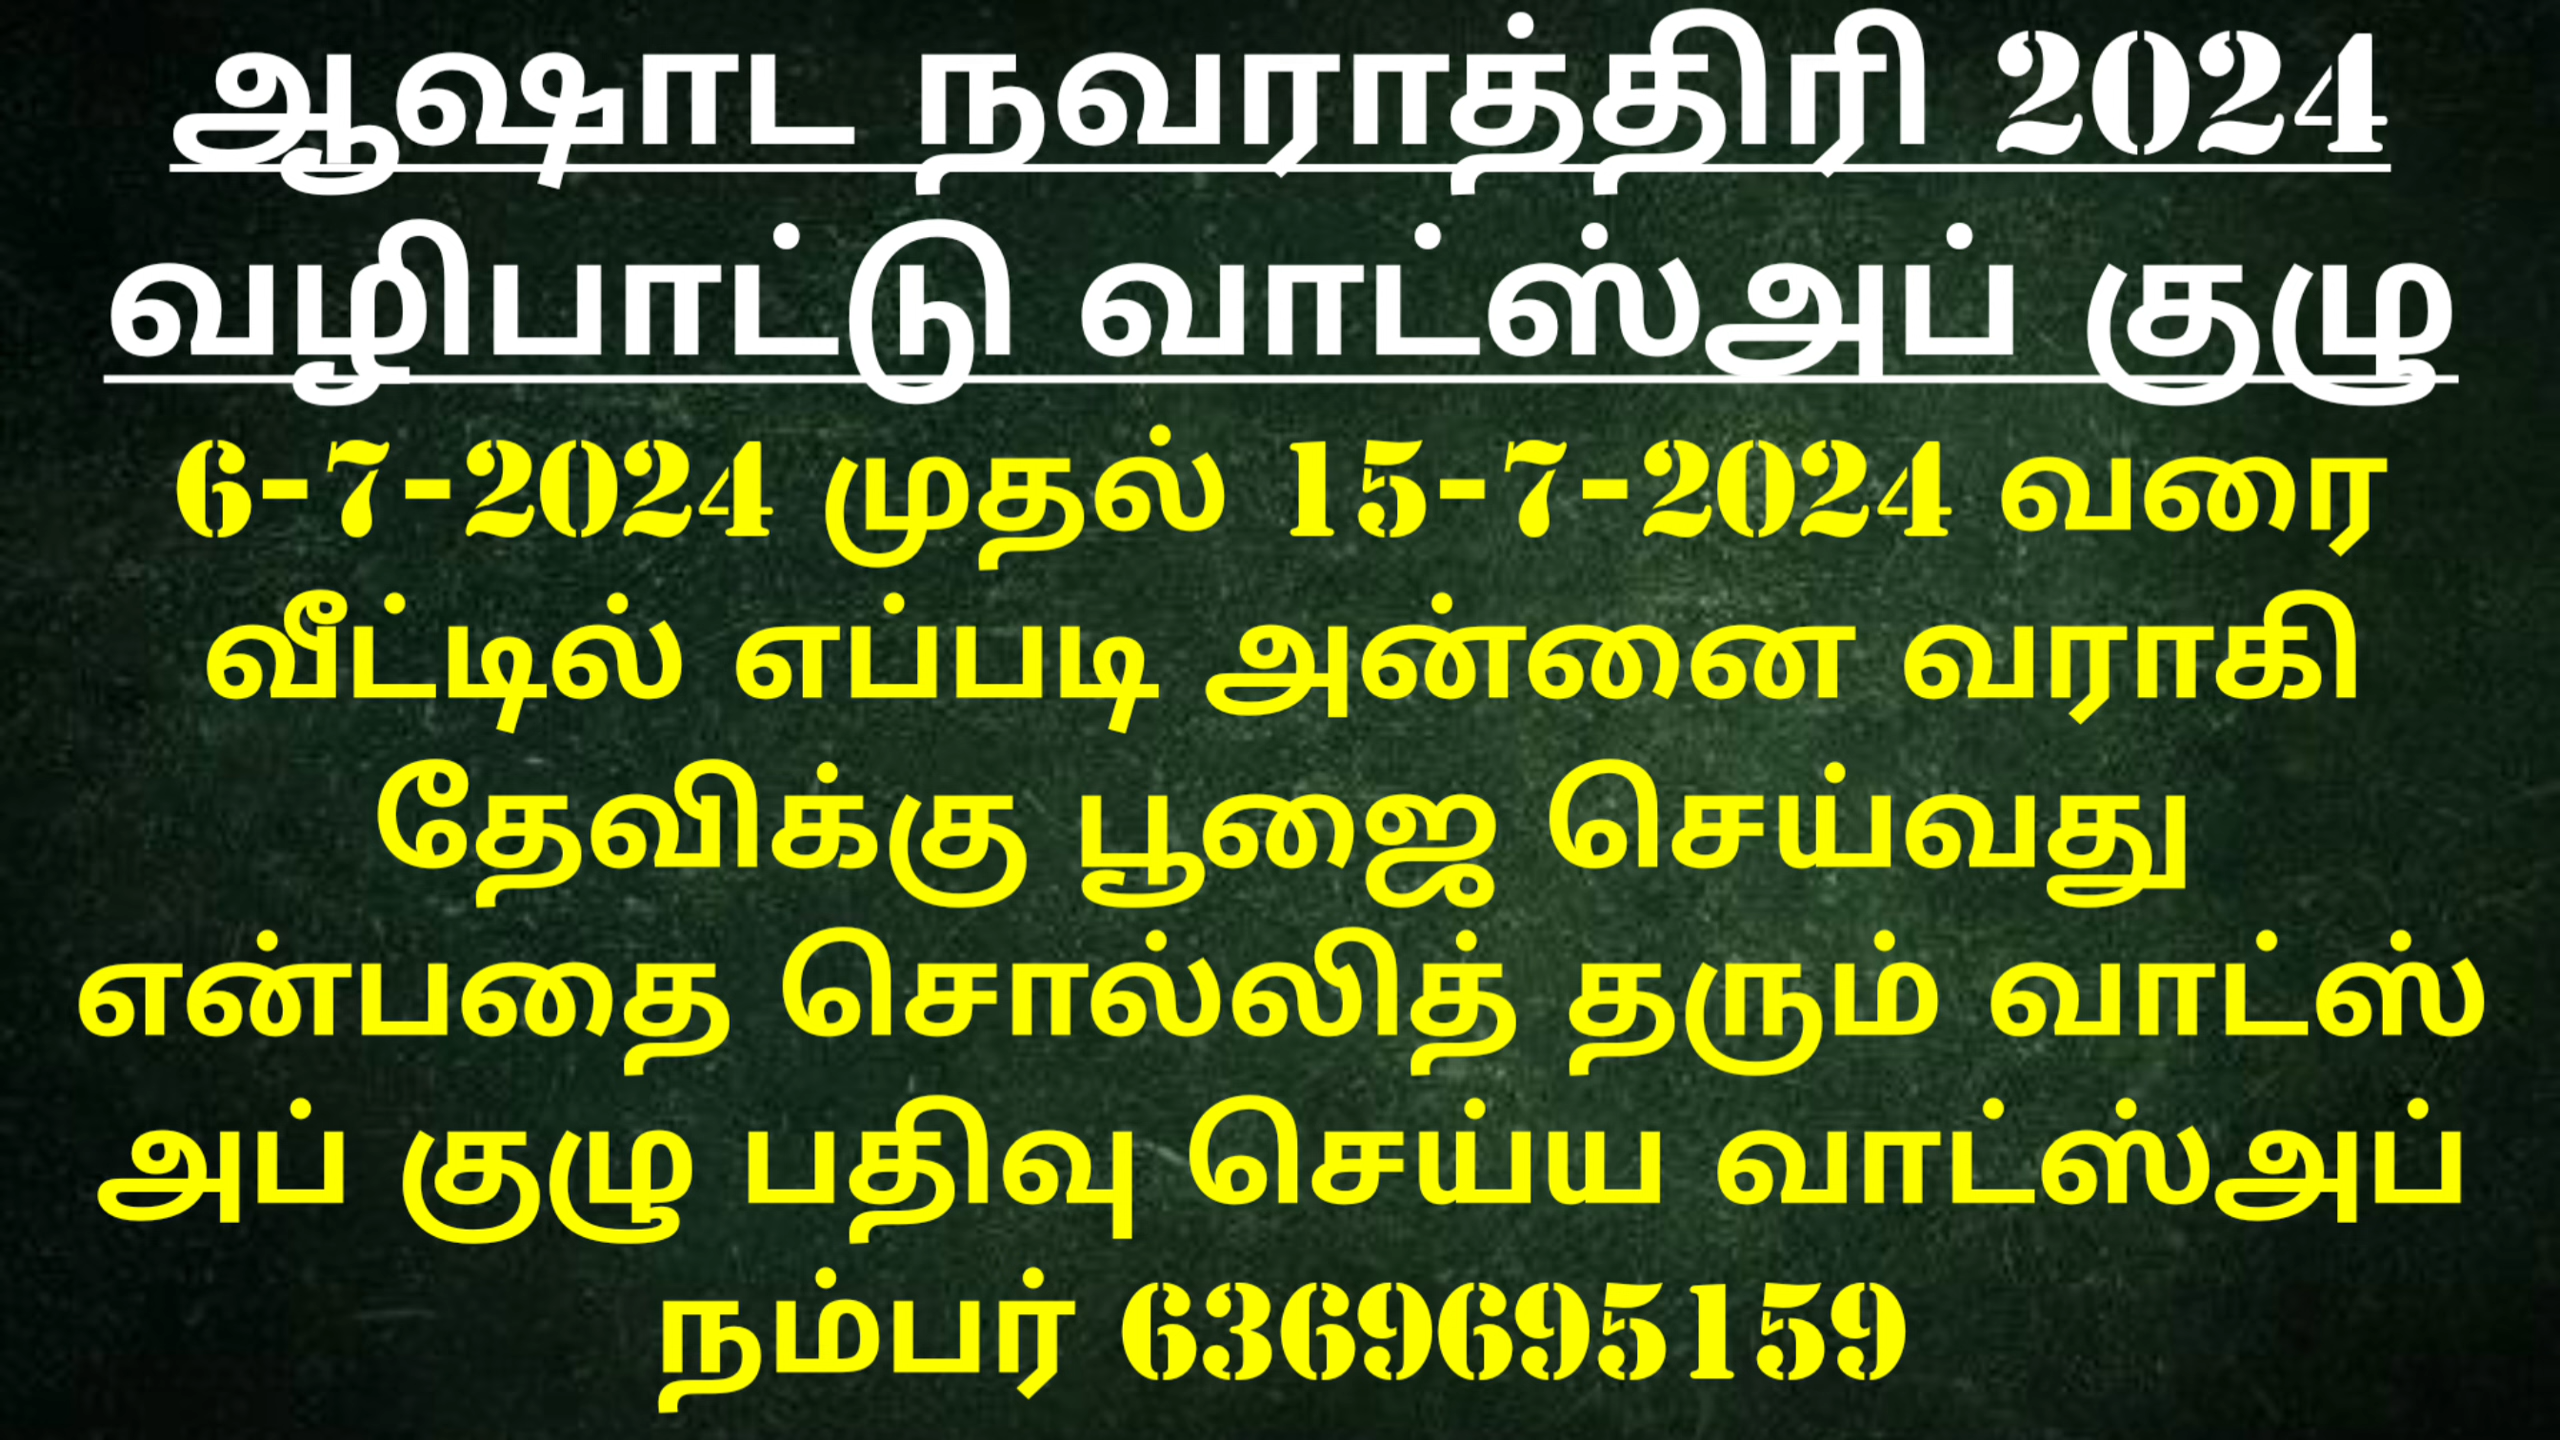 ஆஷாட நவராத்திரி 2024
வழிபாட்டு வாட்ஸ்அப் குழு
6-7-2024 முதல் 15-7-2024 வரை
வீட்டில் எப்படி அன்னை வராகி
தேவிக்கு பூஜை செய்வது
என்பதை சொல்லித் தரும் வாட்ஸ்
அப் குழு பதிவு செய்ய வாட்ஸ்அப்
நம்பர் 6369695159